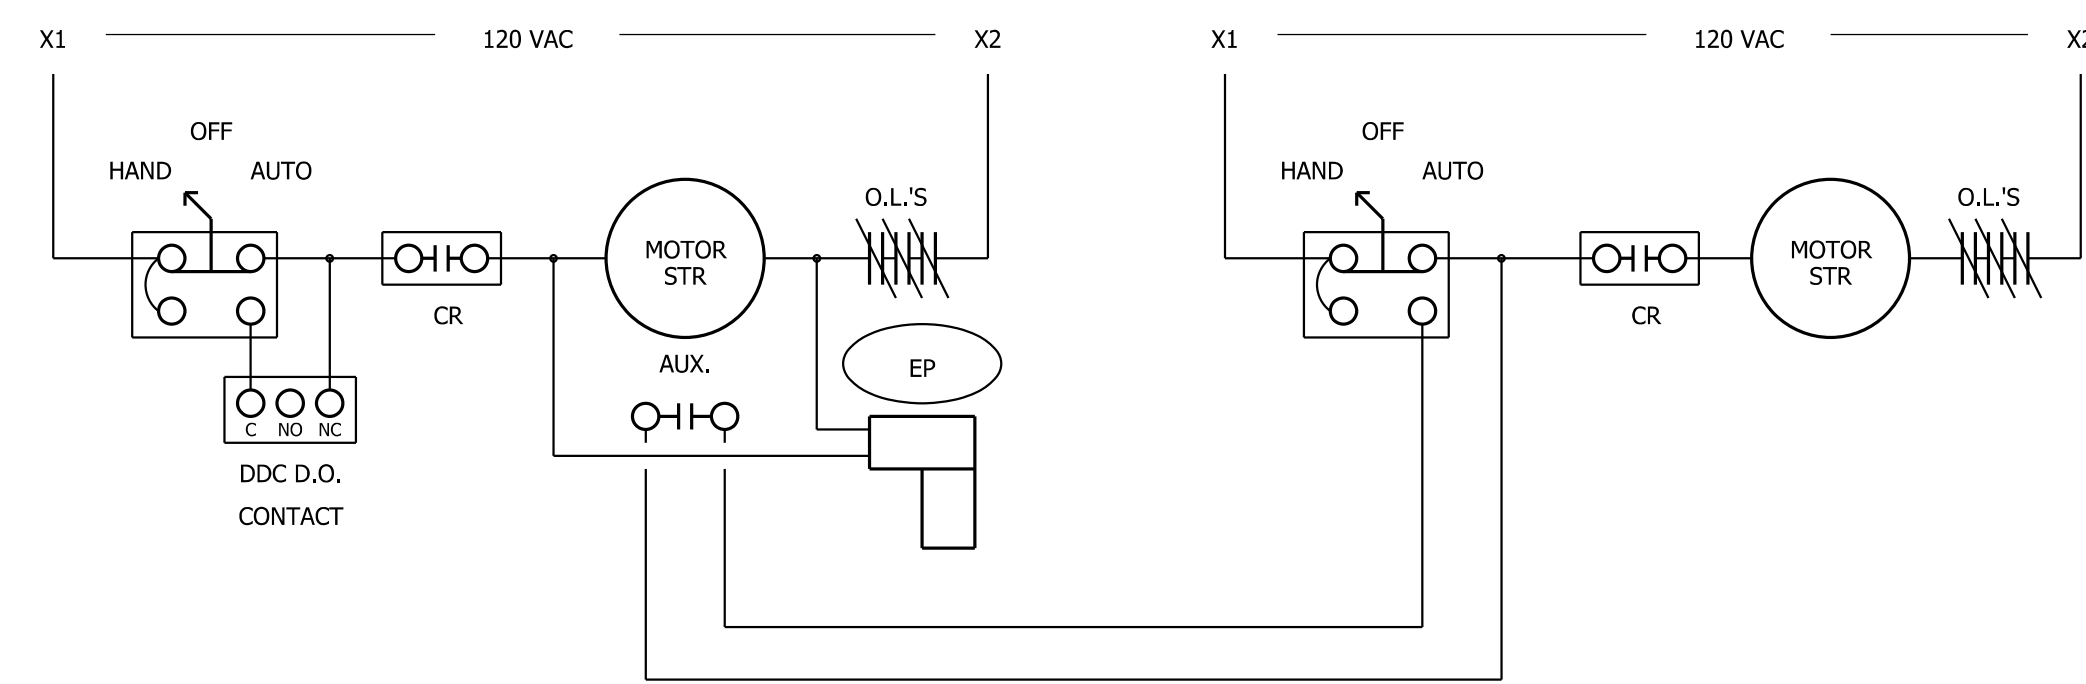 X1 120 VAC X2
OFF
HAND AUTO
O.L.'S
MOTOR
STR
CR
AUX.
EP
C NO NC
DDC D.O.
CONTACT
X1 120 VAC X2
OFF
HAND AUTO
O.L.'S
MOTOR
STR
CR